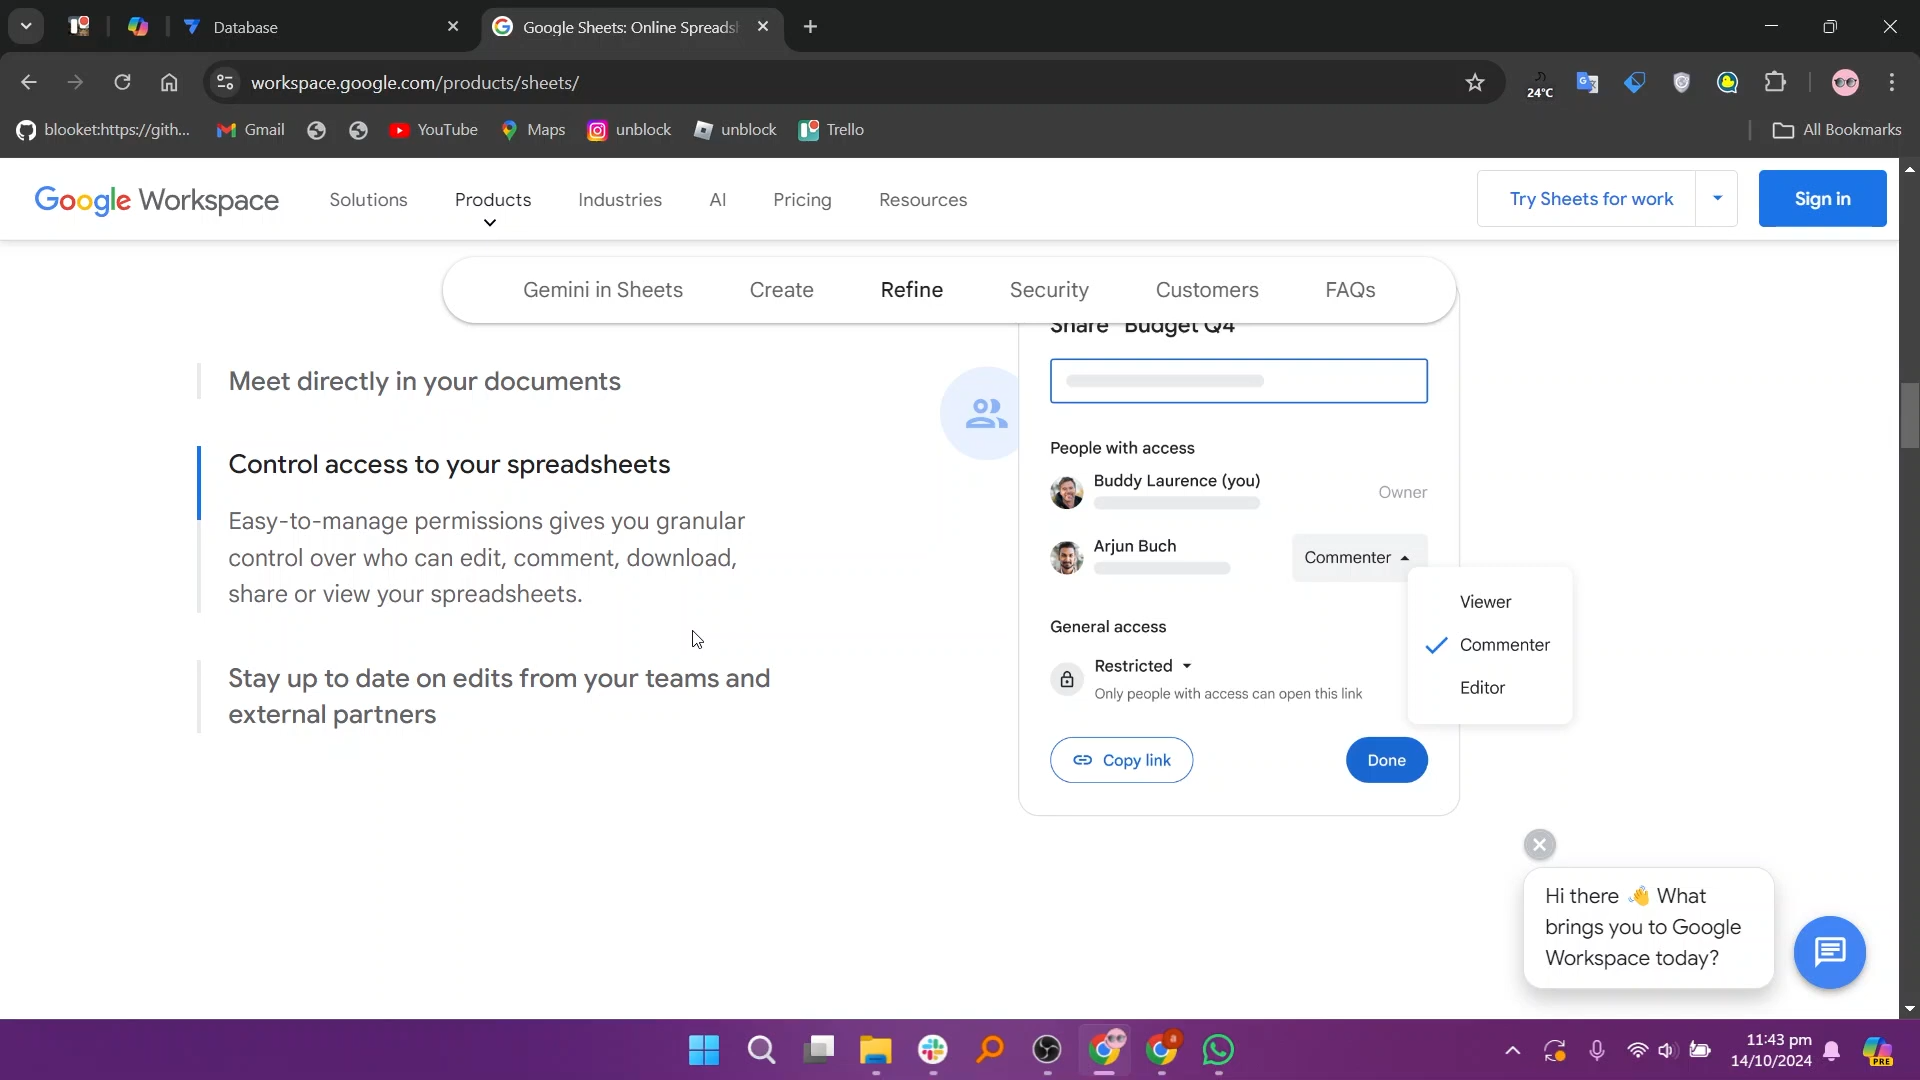 Database
Google Sheets: Online Spreads
workspace.google.com/products/sheets/
24°C
blooket:https://gith...
Gmail
YouTube
Maps
unblock
unblock
Trello
All Bookmarks
Google Workspace
Solutions
Products
Industries
AI
Pricing
Resources
Try Sheets for work
Sign in
Gemini in Sheets
Create
Refine
Security
Customers
FAQs
Share "Budget Q4"
Meet directly in your documents
Control access to your spreadsheets
Easy-to-manage permissions gives you granular
control over who can edit, comment, download,
share or view your spreadsheets.
Stay up to date on edits from your teams and
external partners
People with access
Buddy Laurence (you)
Owner
Arjun Buch
Commenter
Viewer
Commenter
Editor
General access
Restricted
Only people with access can open this link
Copy link
Done
Hi there 👋 What
brings you to Google
Workspace today?
11:43 pm
14/10/2024
PRE